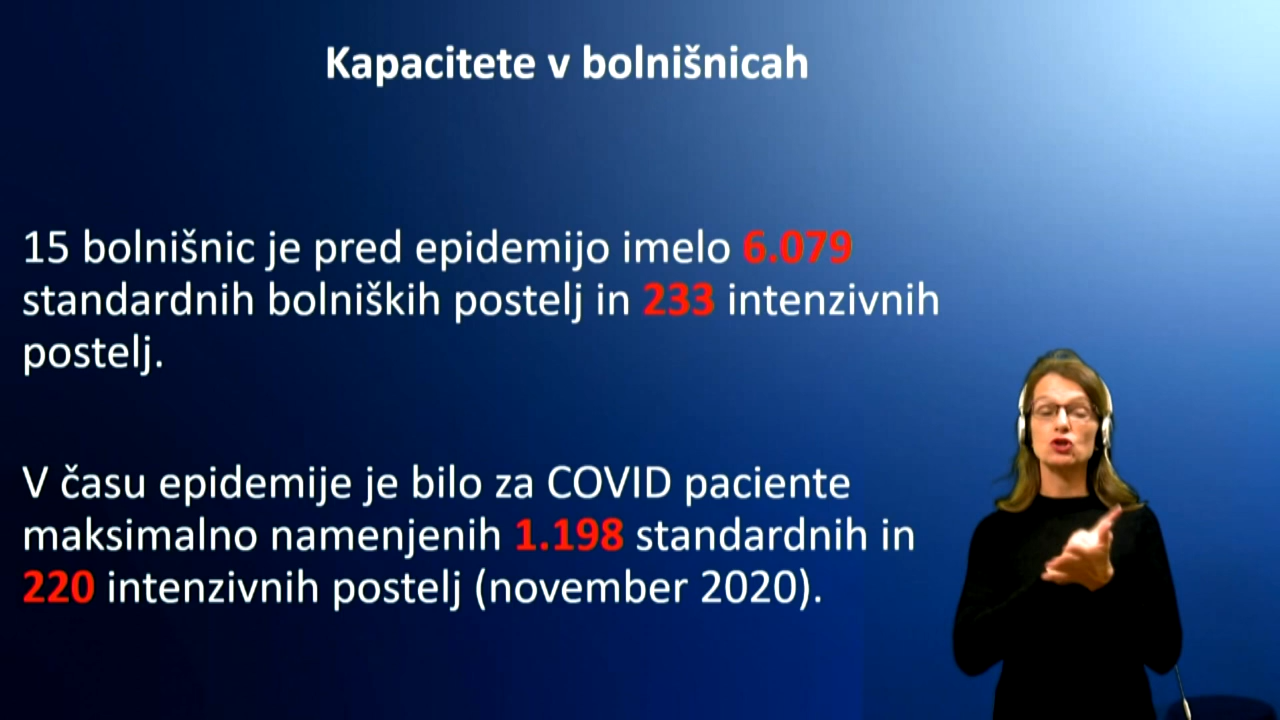 Kapacitete v bolnišnicah
15 bolnišnic je pred epidemijo imelo 6.079
standardnih bolniških postelj in 233 intenzivnih
postelj.
V času epidemije je bilo za COVID paciente
maksimalno namenjenih 1.198 standardnih in
220 intenzivnih postelj (november 2020).